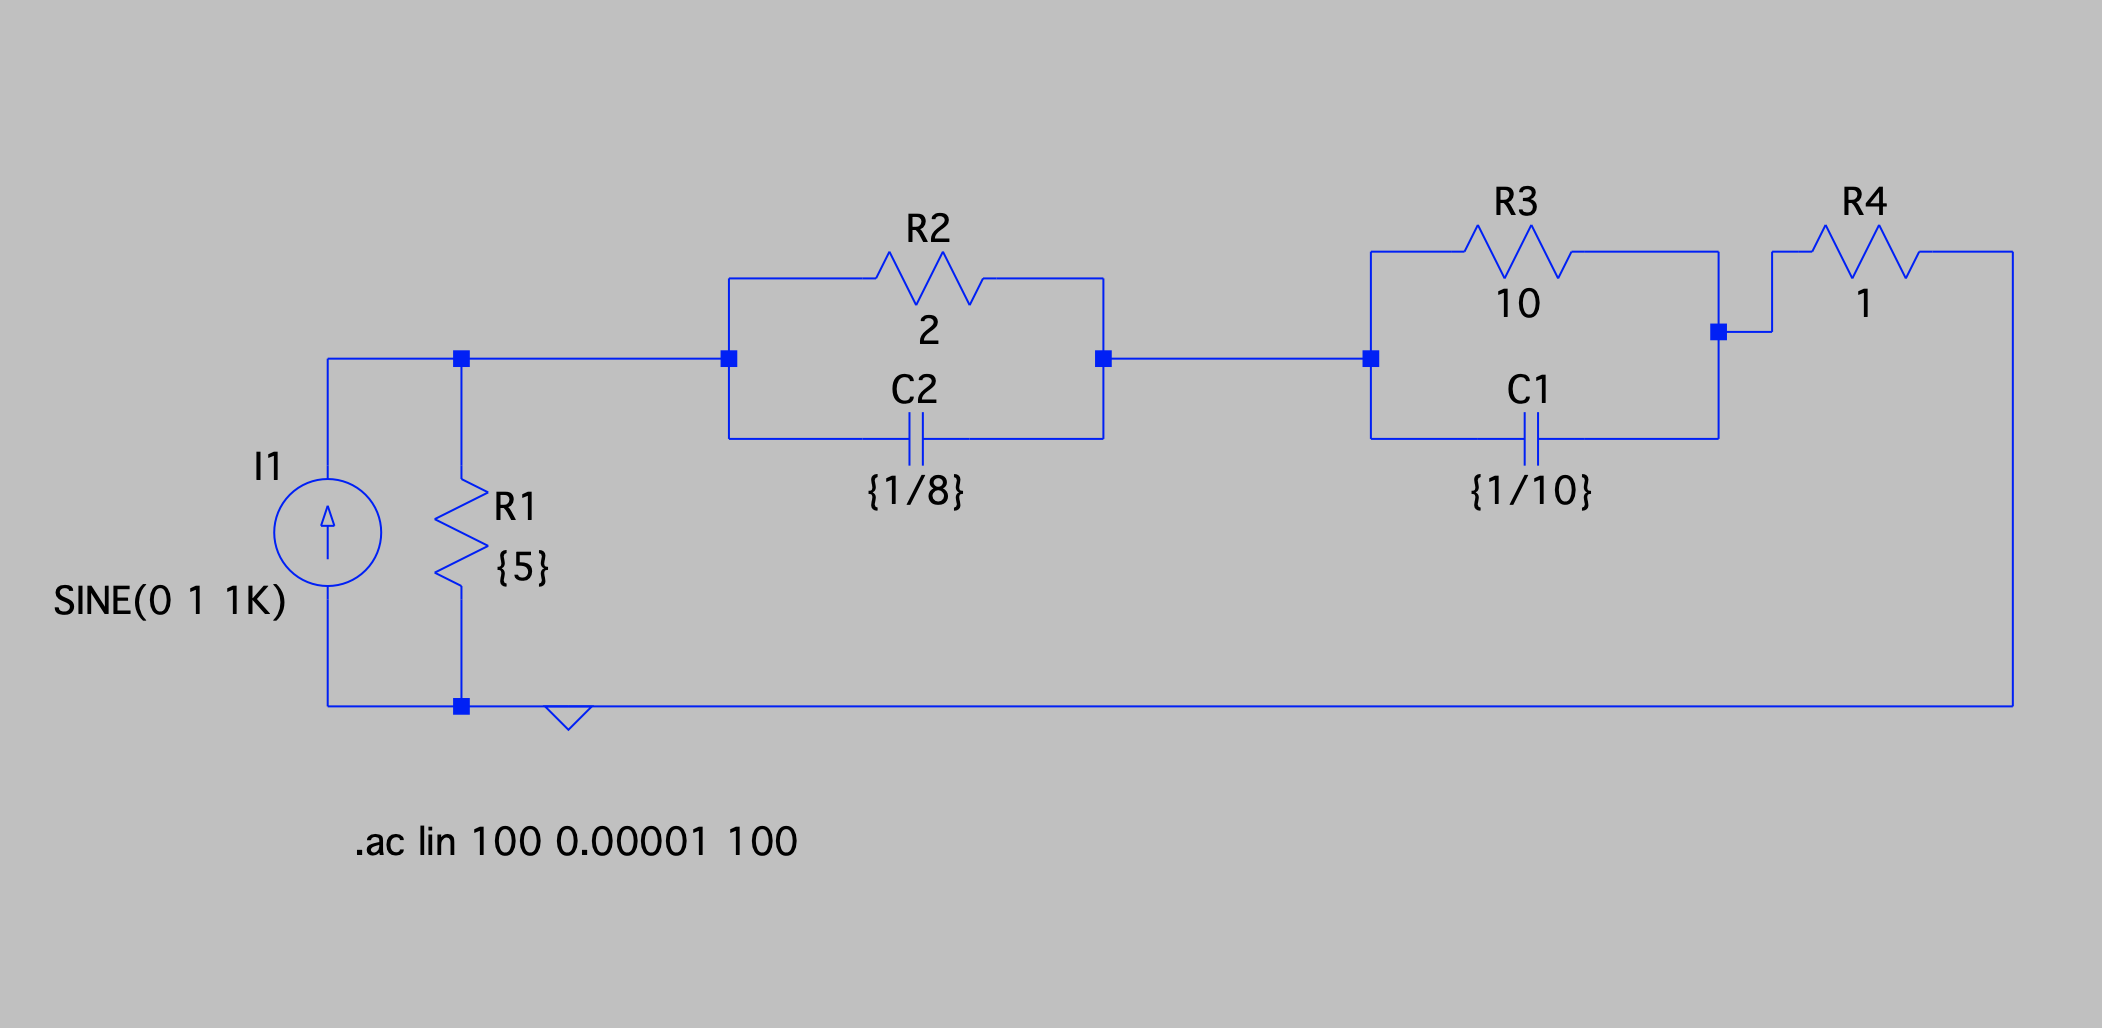 R3
R4
R2
10
1
2
C2
C1
I1
{1/8}
{1/10}
R1
{5}
SINE(0 1 1K)
.ac lin 100 0.00001 100